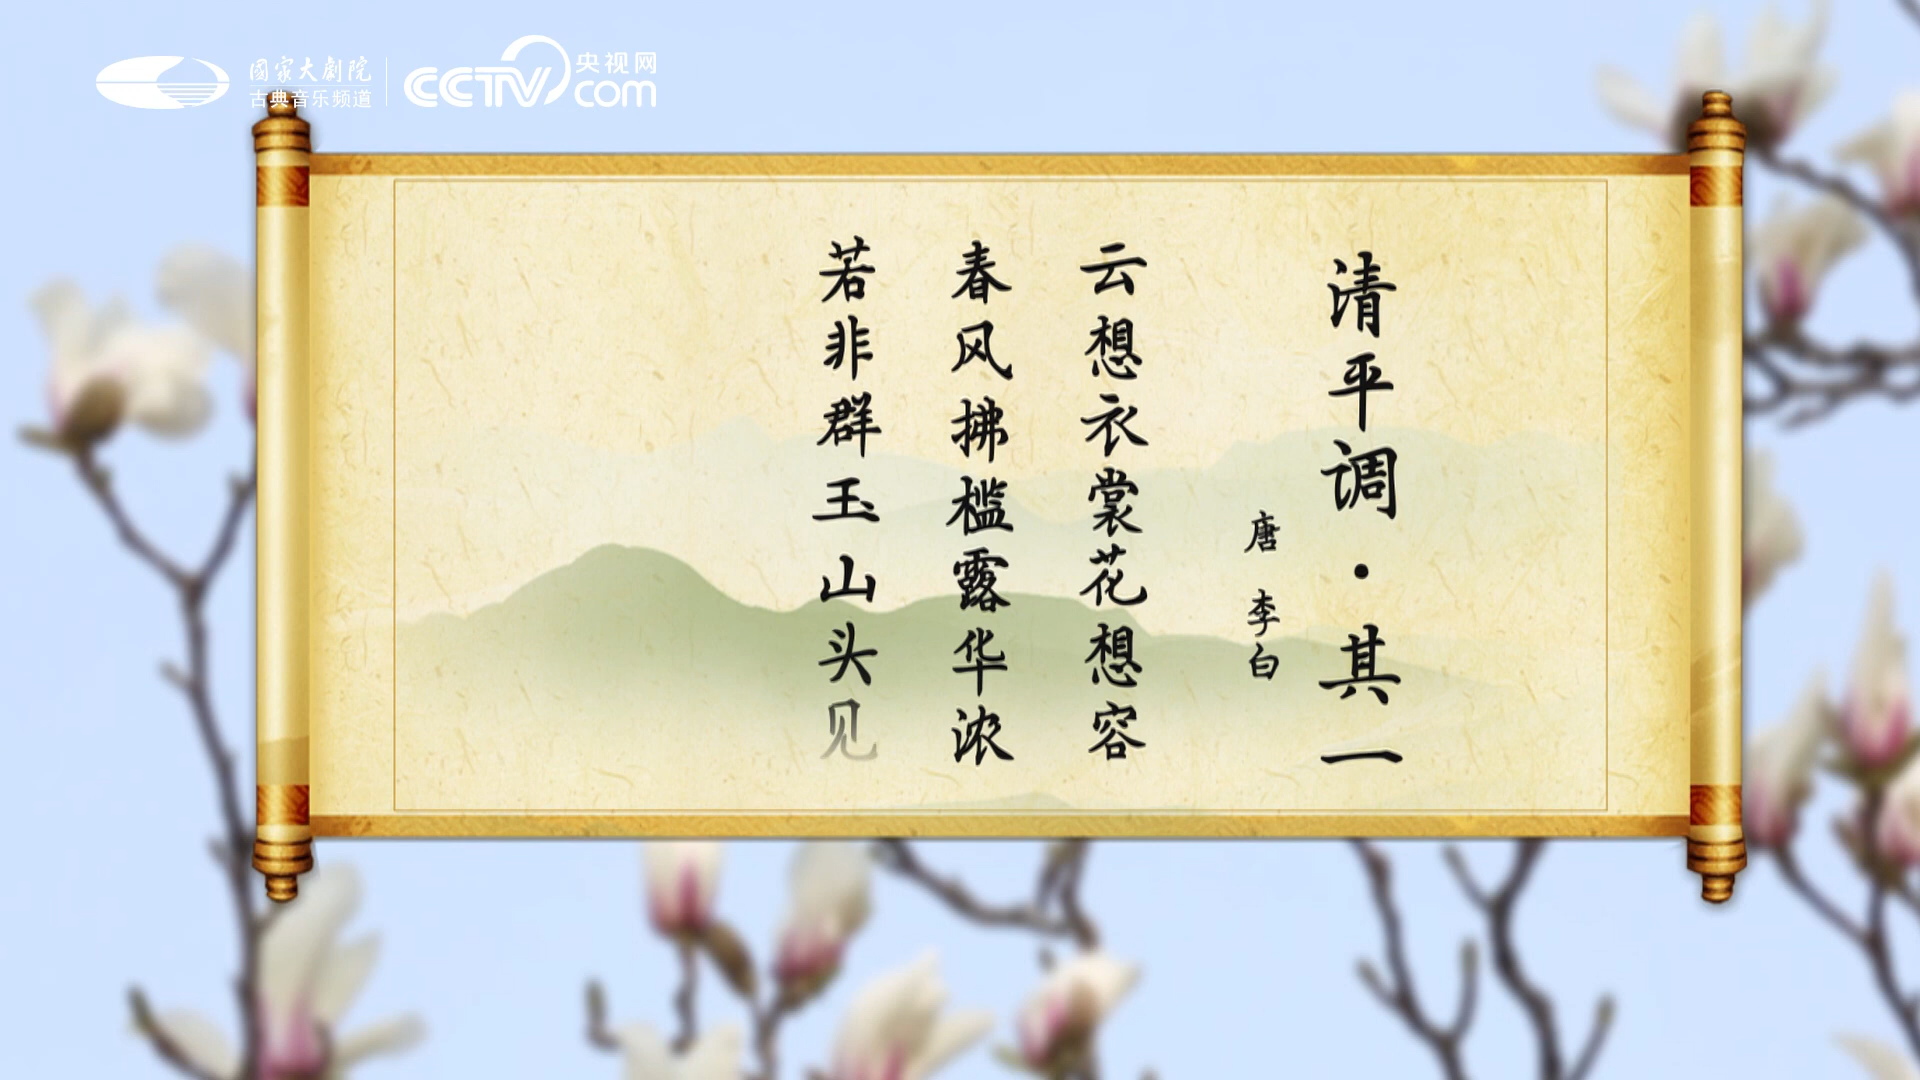 國家大劇院
古典音乐频道
CCTV.com
央视网
清平调·其一
唐 李白
云想衣裳花想容
春风拂槛露华浓
若非群玉山头见